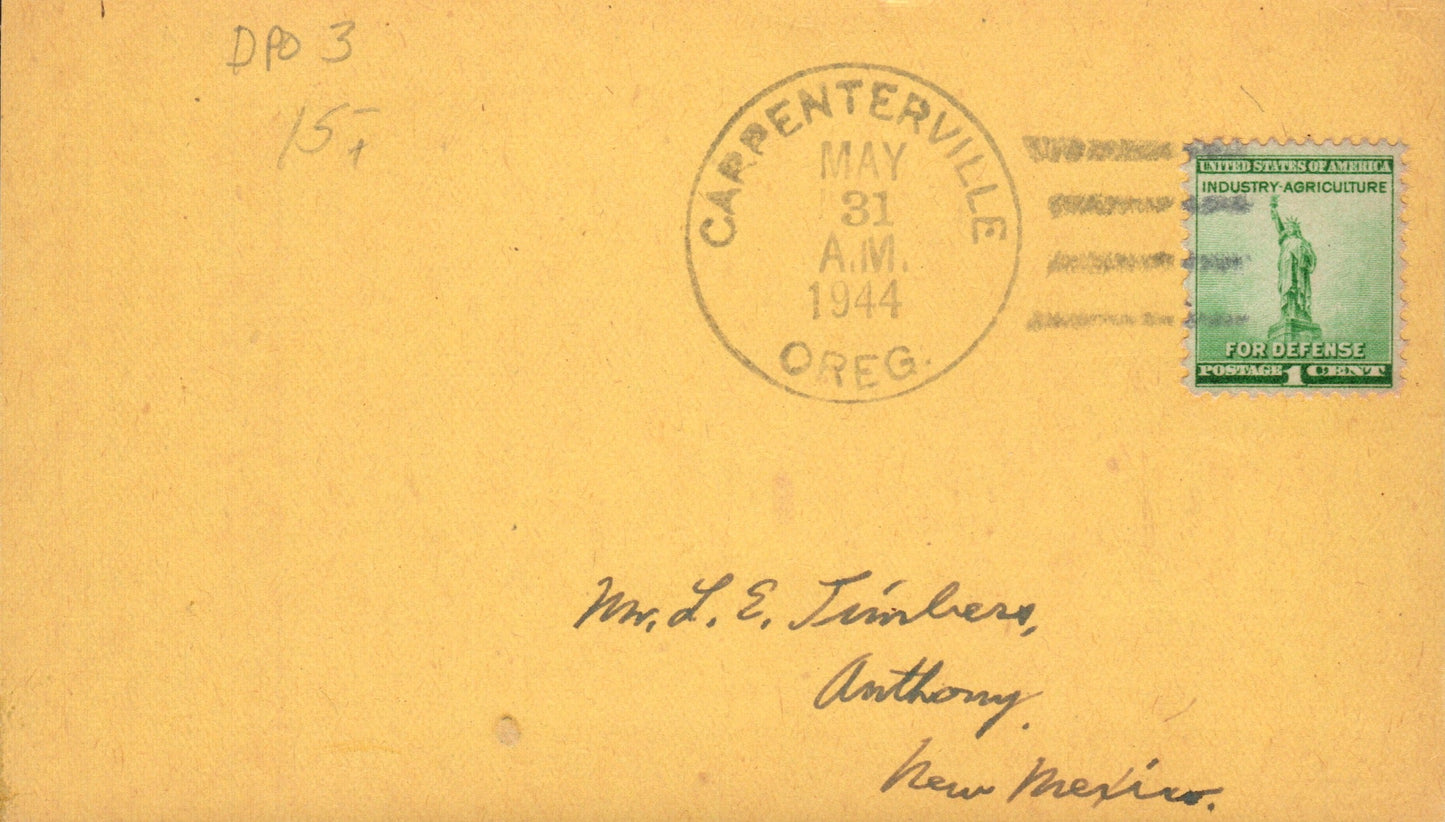 DPO 3
15+
CARPENTERVILLE
MAY
31
A.M.
1944
OREG.
UNITED STATES OF AMERICA
INDUSTRY-AGRICULTURE
FOR DEFENSE
POSTAGE 1 CENT
Mr. L. E. Timbers,
Anthony,
New Mexico.